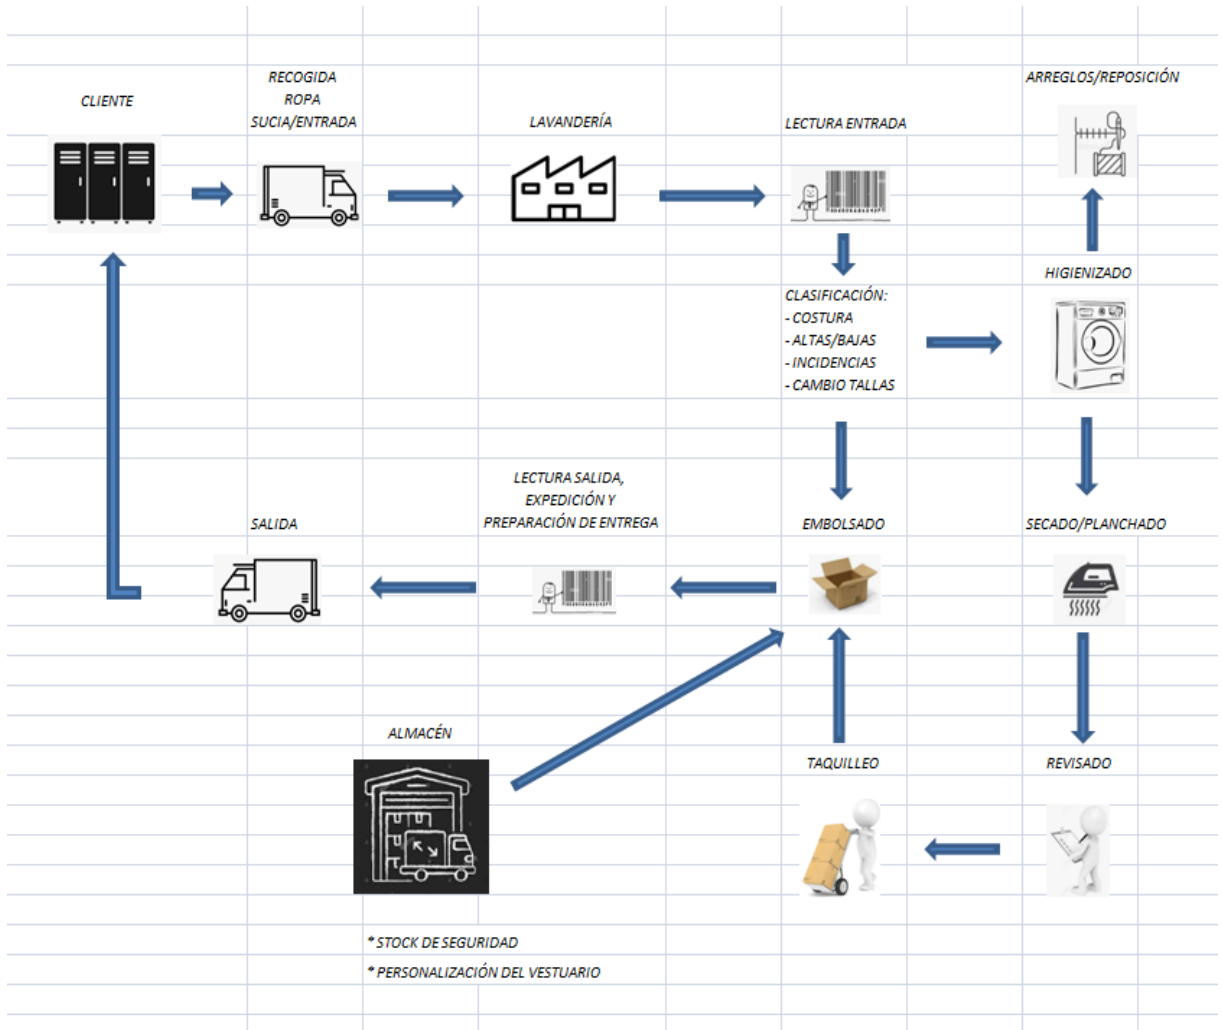 CLIENTE
RECOGIDA
ROPA
SUCIA/ENTRADA
LAVANDERÍA
LECTURA ENTRADA
ARREGLOS/REPOSICIÓN
HIGIENIZADO
CLASIFICACIÓN:
- COSTURA
- ALTAS/BAJAS
- INCIDENCIAS
- CAMBIO TALLAS
SALIDA
LECTURA SALIDA,
EXPEDICIÓN Y
PREPARACIÓN DE ENTREGA
EMBOLSADO
SECADO/PLANCHADO
ALMACÉN
TAQUILLEO
REVISADO
* STOCK DE SEGURIDAD
* PERSONALIZACIÓN DEL VESTUARIO